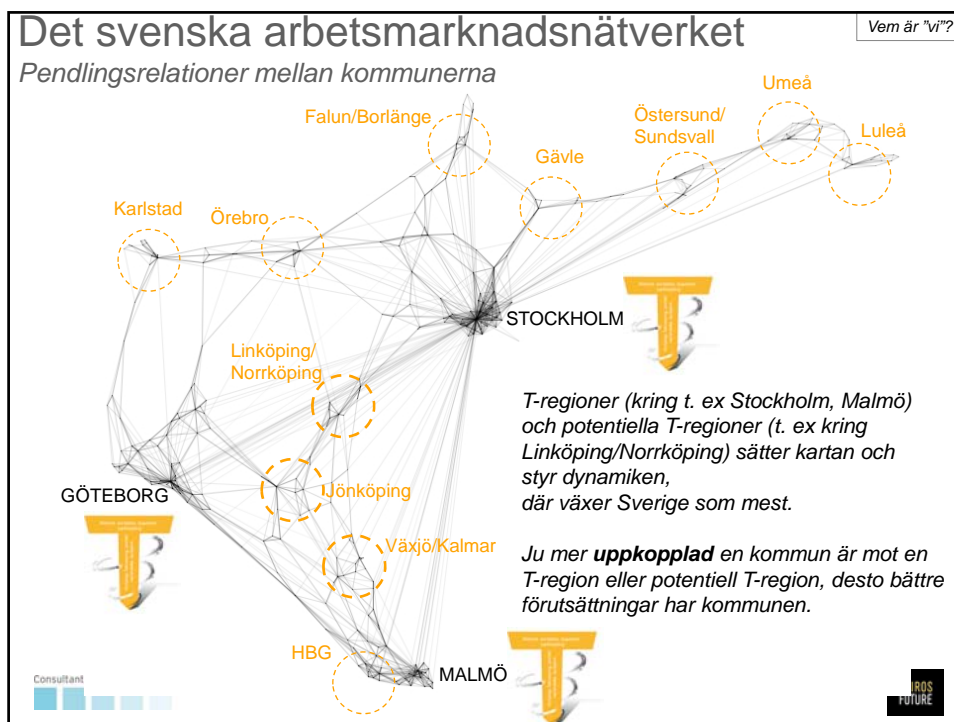 Det svenska arbetsmarknadsnätverket
Vem är ”vi”?
Pendlingsrelationer mellan kommunerna
Umeå
Falun/Borlänge
Östersund/
Sundsvall
Luleå
Gävle
Karlstad
Örebro
STOCKHOLM
Linköping/
Norrköping
T-regioner (kring t. ex Stockholm, Malmö)
och potentiella T-regioner (t. ex kring
Linköping/Norrköping) sätter kartan och
styr dynamiken,
där växer Sverige som mest.
GÖTEBORG
Jönköping
Växjö/Kalmar
Ju mer uppkopplad en kommun är mot en
T-region eller potentiell T-region, desto bättre
förutsättningar har kommunen.
HBG
MALMÖ
Consultant
IROS
FUTURE